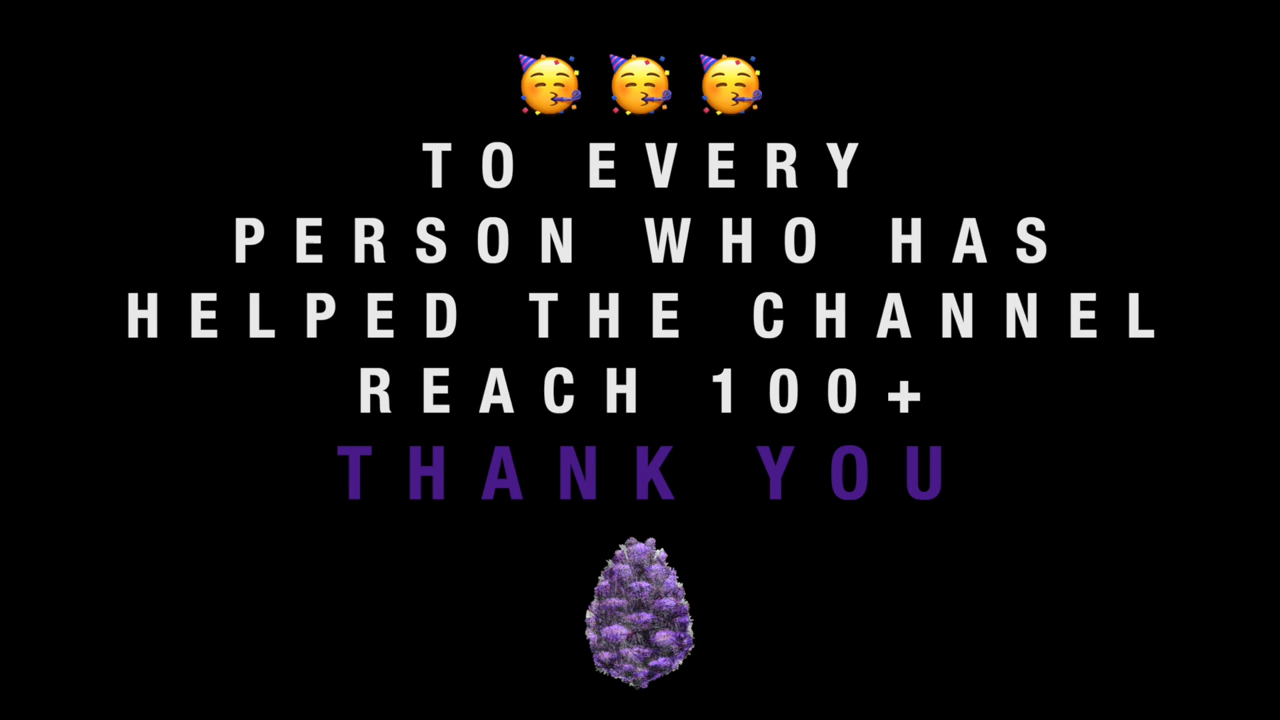 🥳 🥳 🥳
TO EVERY
PERSON WHO HAS
HELPED THE CHANNEL
REACH 100+
THANK YOU